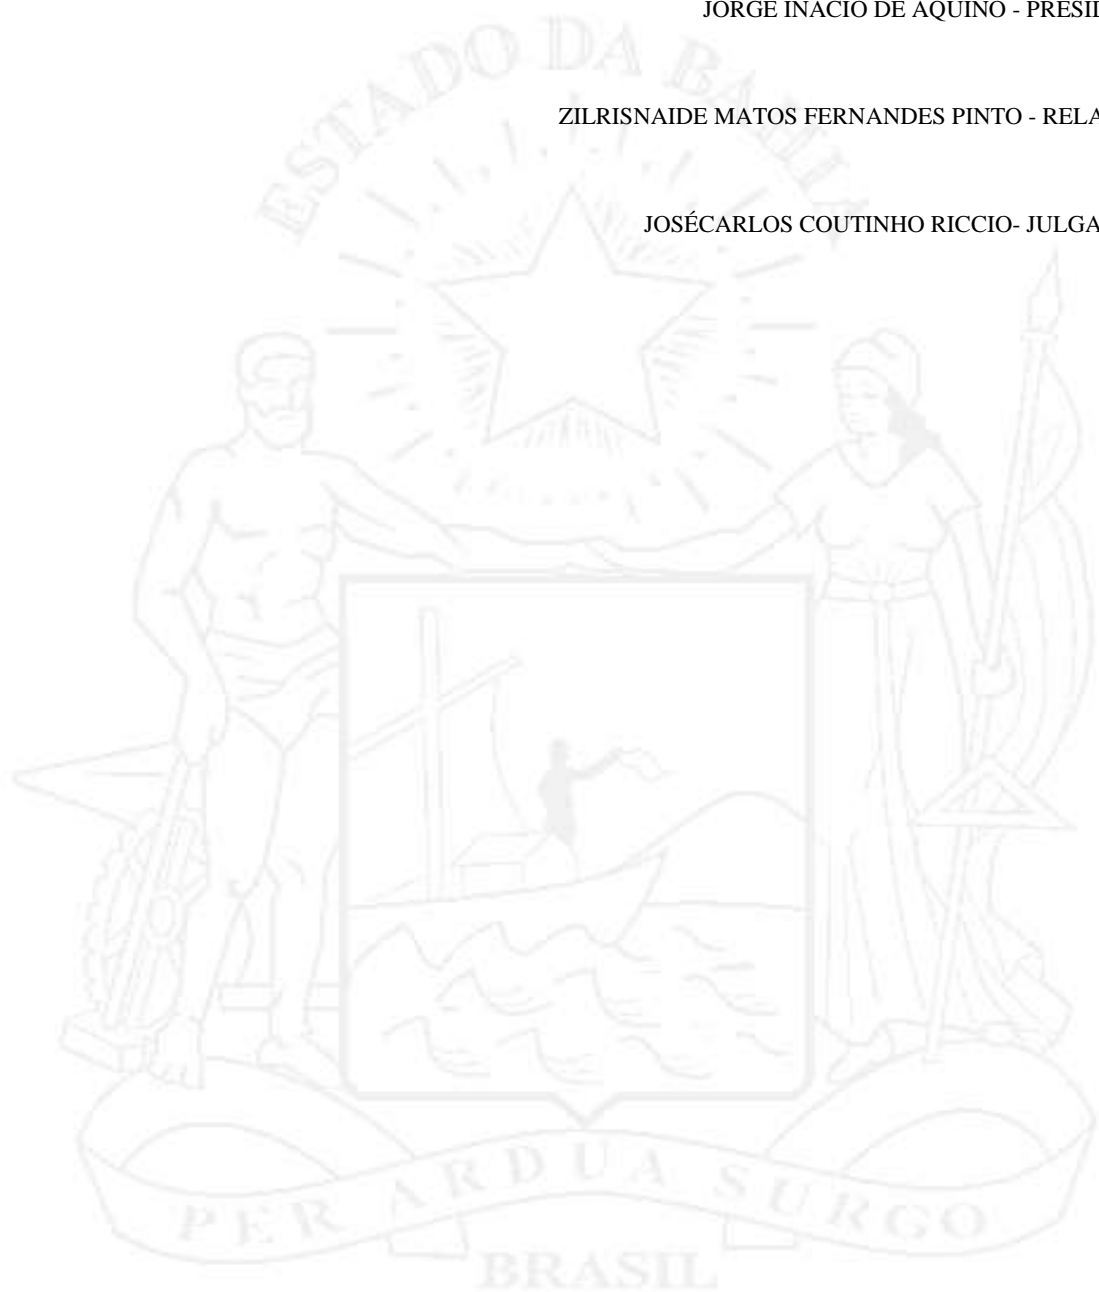 JORGE INÁCIO DE AQUINO - PRESI
ZILRISNAIDE MATOS FERNANDES PINTO - RELA
JOSÉCARLOS COUTINHO RICCIO- JULGA
ESTADO DA BAHIA
PER ARDUA SURGO
BRASIL